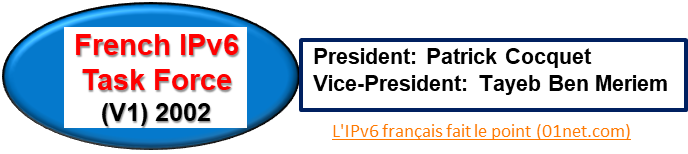 French IPv6
Task Force
(V1) 2002
President: Patrick Cocquet
Vice-President: Tayeb Ben Meriem
L'IPv6 français fait le point (01net.com)